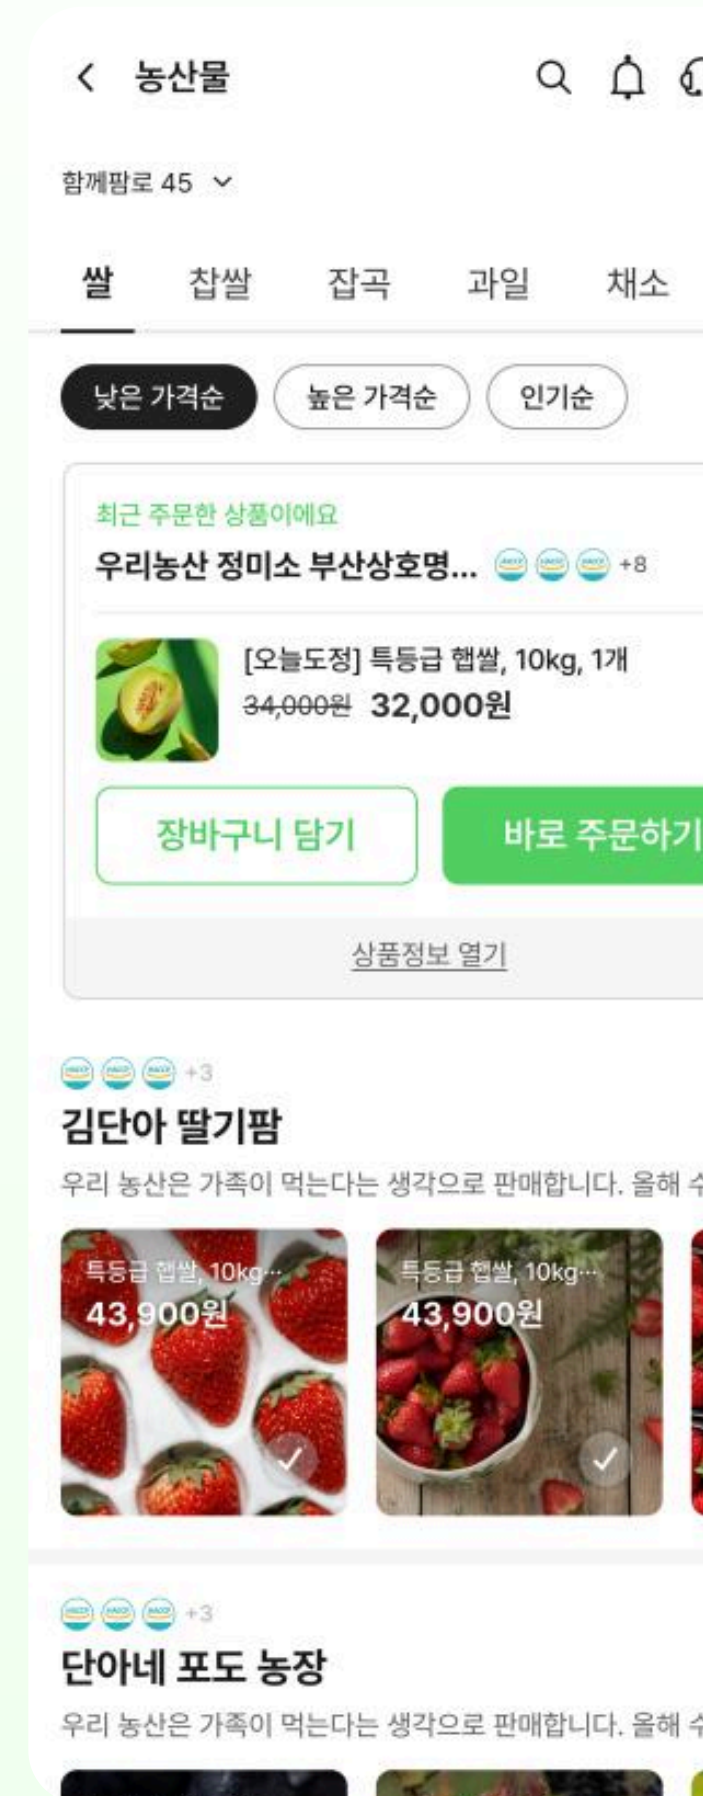 농산물
함께팜로 45
쌀 찹쌀 잡곡 과일 채소
낮은 가격순 높은 가격순 인기순
최근 주문한 상품이에요
우리농산 정미소 부산상호명... +8
[오늘도정] 특등급 햅쌀, 10kg, 1개
34,000원 32,000원
장바구니 담기 바로 주문하기
상품정보 열기
+3
김단아 딸기팜
우리 농산은 가족이 먹는다는 생각으로 판매합니다. 올해 수
특등급 햅쌀, 10kg... 특등급 햅쌀, 10kg...
43,900원 43,900원
+3
단아네 포도 농장
우리 농산은 가족이 먹는다는 생각으로 판매합니다. 올해 수